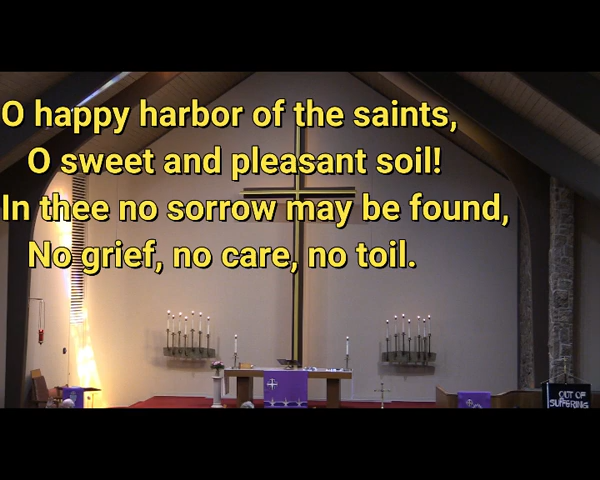 O happy harbor of the saints,
O sweet and pleasant soil!
In thee no sorrow may be found,
No grief, no care, no toil.
OUT OF
SUFFERING